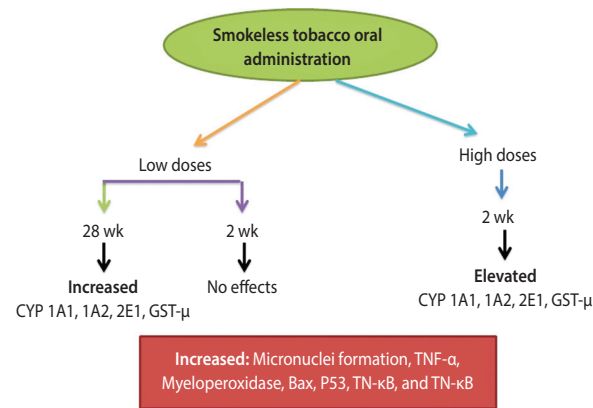 Smokeless tobacco oral
administration
Low doses
High doses
28 wk
2 wk
2 wk
Increased
CYP 1A1, 1A2, 2E1, GST-µ
No effects
Elevated
CYP 1A1, 1A2, 2E1, GST-µ
Increased: Micronuclei formation, TNF-α,
Myeloperoxidase, Bax, P53, TN-κB, and TN-κB